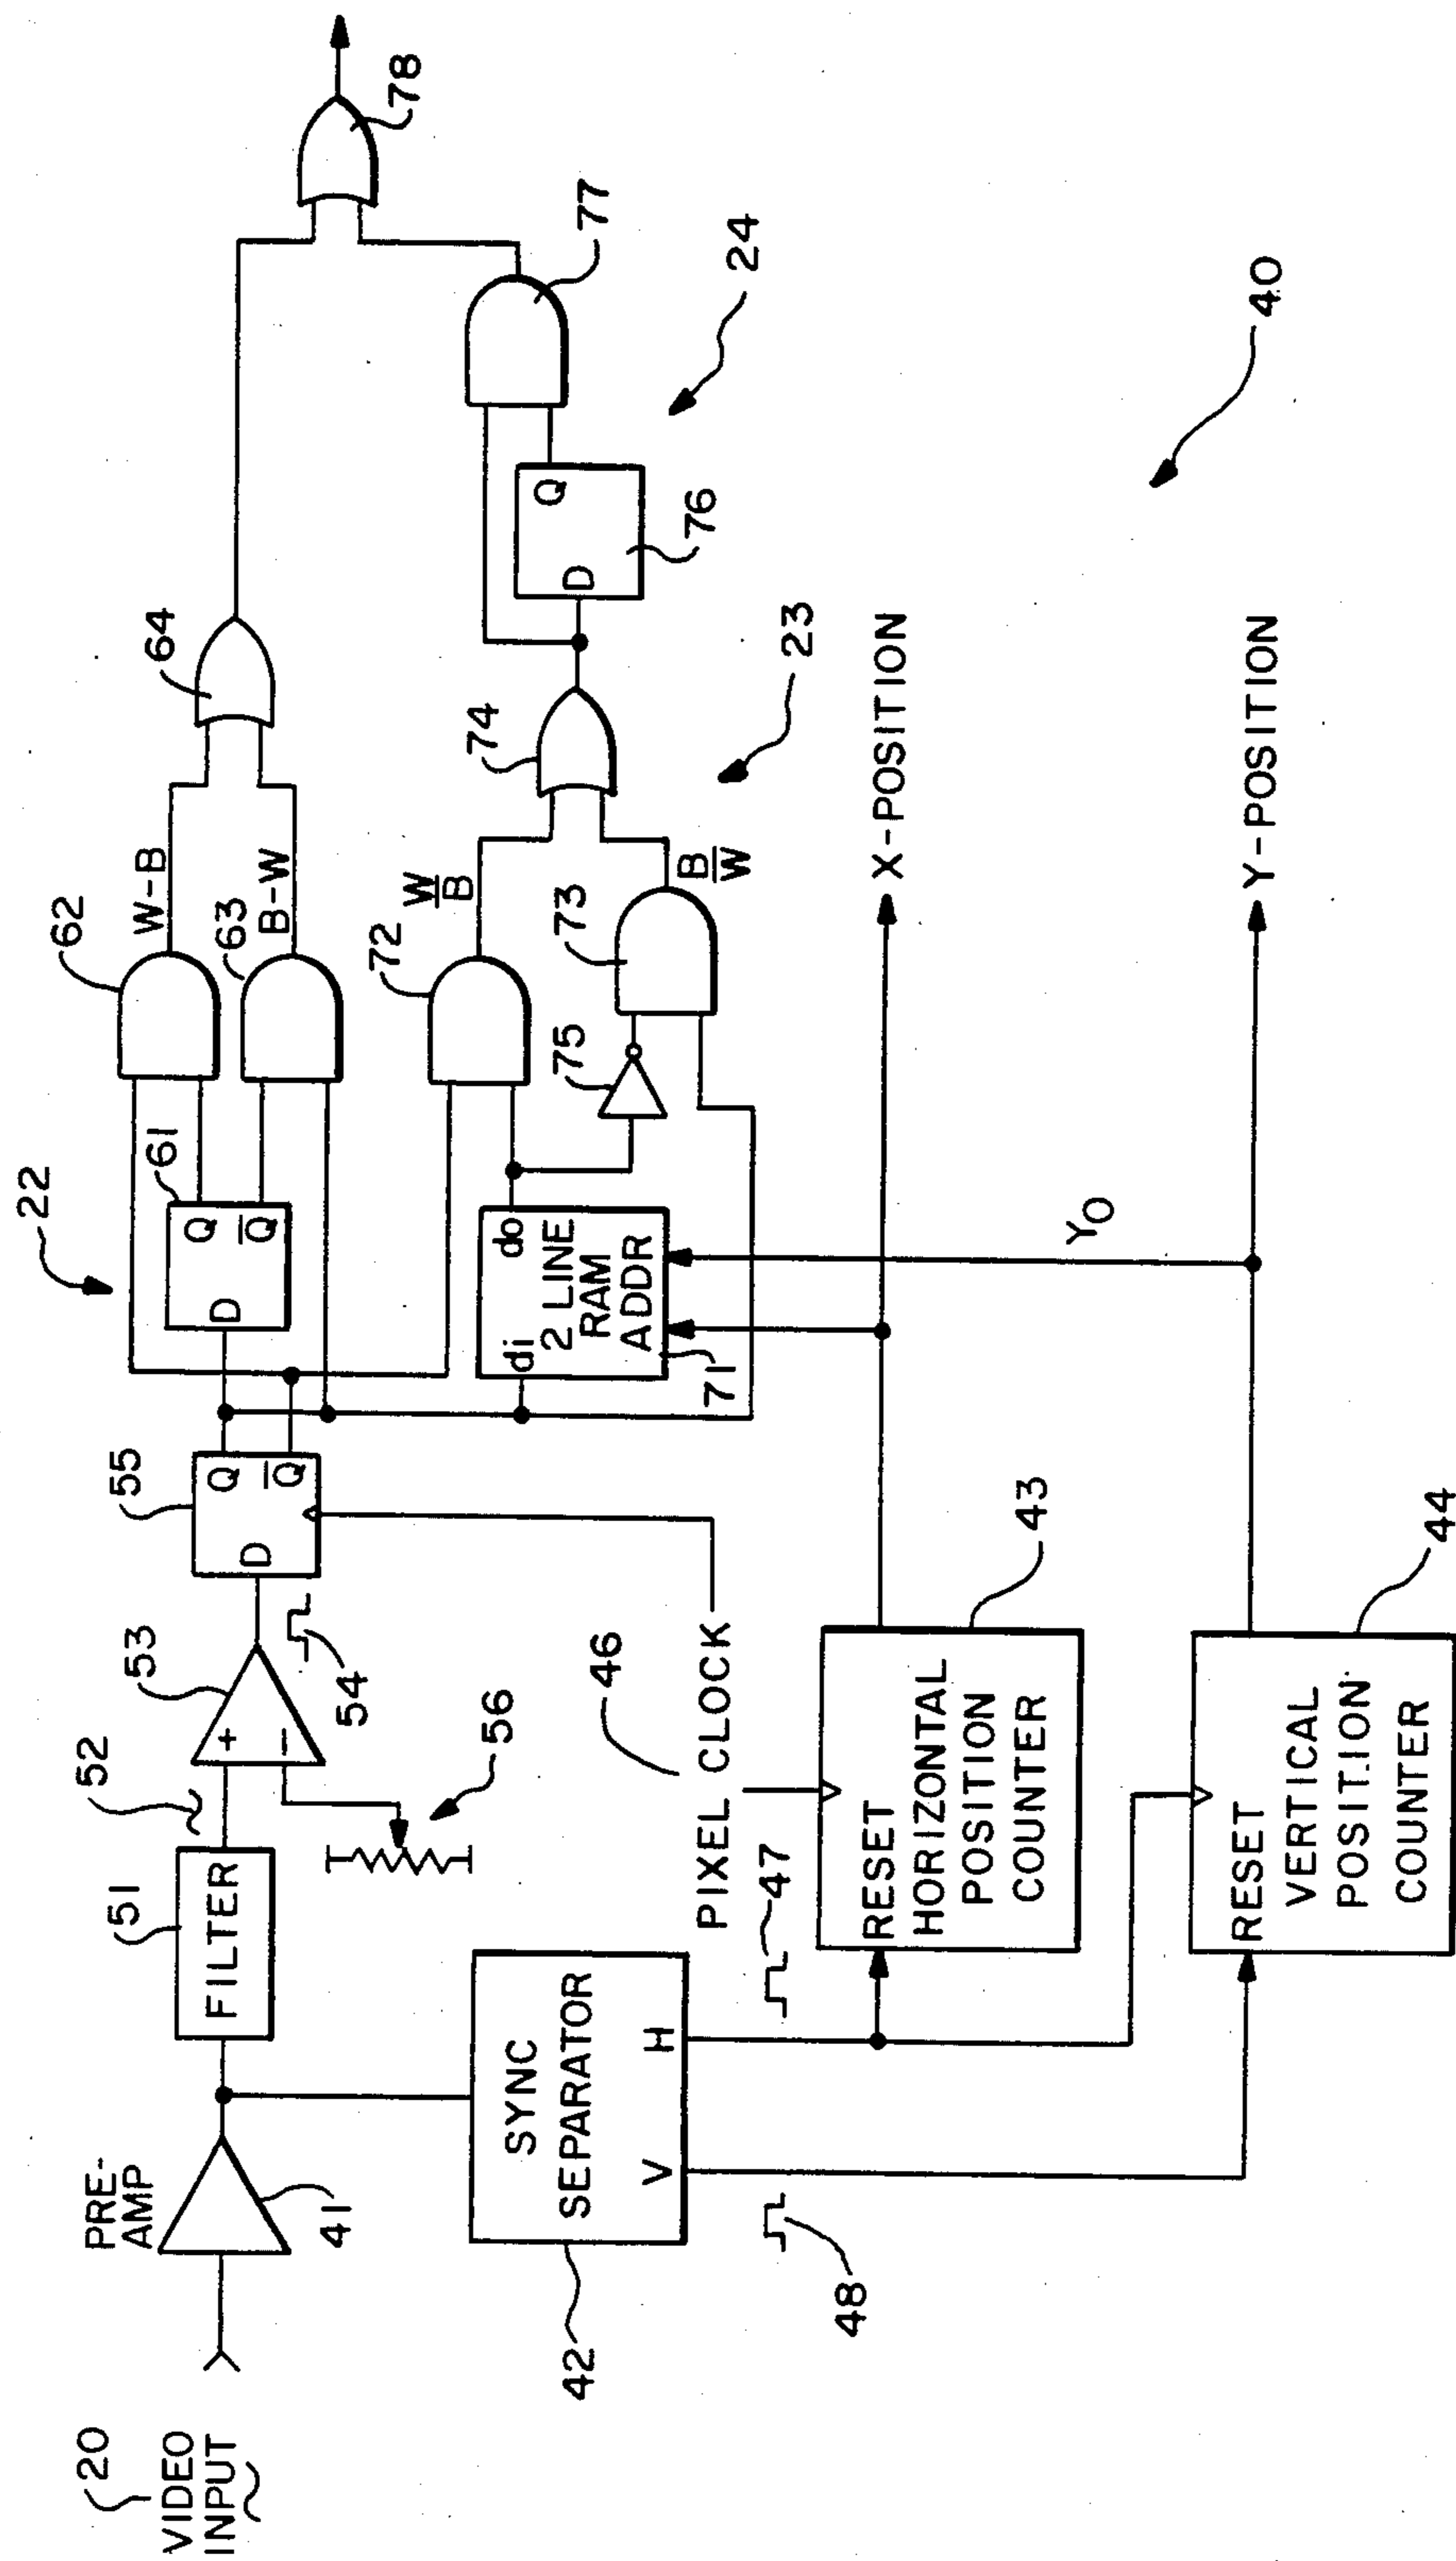 20
VIDEO
INPUT
PRE-
AMP
41
51
FILTER
52
53
+
−
54
56
55
D
Q
Q̅
22
61
D
Q
Q̅
62
W-B
63
B-W
64
78
42
SYNC
SEPARATOR
V
H
48
47
46
PIXEL CLOCK
71
di
do
2 LINE
RAM
ADDR
72
W
B
75
73
B
W
74
23
D
Q
76
77
24
RESET
HORIZONTAL
POSITION
COUNTER
43
X-POSITION
RESET
VERTICAL
POSITION
COUNTER
44
Y0
Y-POSITION
40